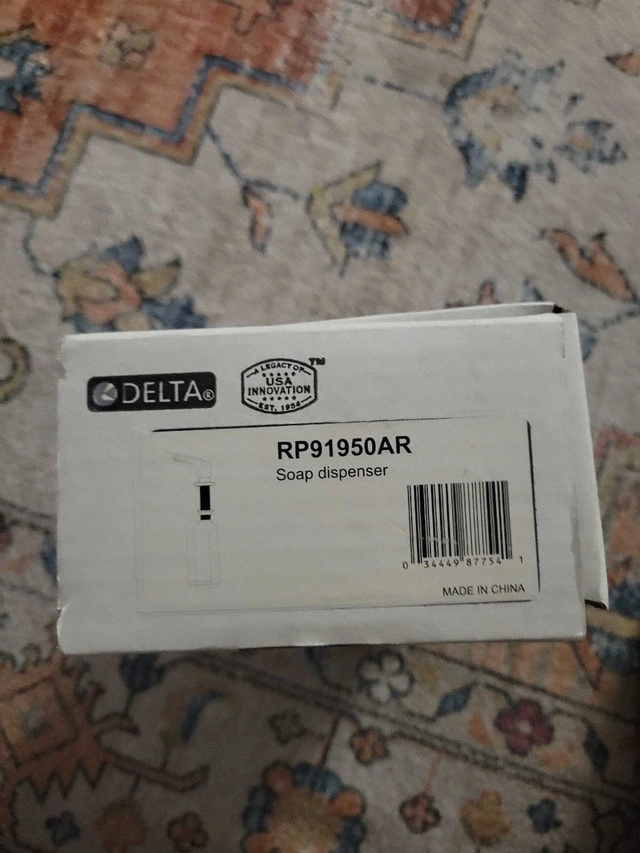 DELTA®
A LEGACY OF
USA
INNOVATION
EST. 1954
™
RP91950AR
Soap dispenser
0 34449 87754 1
MADE IN CHINA